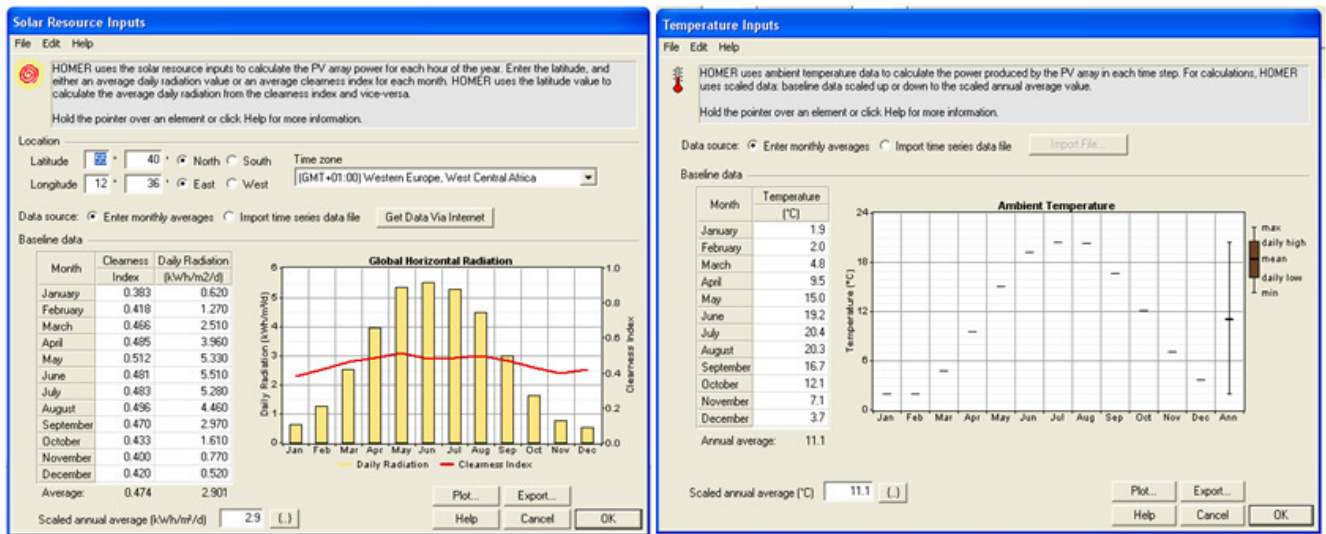 Solar Resource Inputs
File Edit Help
HOMER uses the solar resource inputs to calculate the PV array power for each hour of the year. Enter the latitude, and
either an average daily radiation value or an average clearness index for each month. HOMER uses the latitude value to
calculate the average daily radiation from the clearness index and vice-versa.
Hold the pointer over an element or click Help for more information.
Location
Latitude 55 ° 40 ' North South Time zone
Longitude 12 ° 36 ' East West (GMT+01:00) Western Europe, West Central Africa
Data source: Enter monthly averages Import time series data file Get Data Via Internet
Baseline data
Month Clearness Index Daily Radiation (kWh/m2/d)
January 0.383 0.620
February 0.418 1.270
March 0.466 2.510
April 0.485 3.960
May 0.512 5.330
June 0.481 5.510
July 0.483 5.280
August 0.496 4.460
September 0.470 2.970
October 0.433 1.610
November 0.400 0.770
December 0.420 0.520
Average: 0.474 2.901
Scaled annual average (kWh/m²/d) 2.9 {..}
Global Horizontal Radiation
Daily Radiation (kWh/m²/d)
6
5
4
3
2
1
0
Clearness Index
1.0
0.8
0.6
0.4
0.2
0.0
Jan Feb Mar Apr May Jun Jul Aug Sep Oct Nov Dec
Daily Radiation Clearness Index
Plot... Export...
Help Cancel OK
Temperature Inputs
File Edit Help
HOMER uses ambient temperature data to calculate the power produced by the PV array in each time step. For calculations, HOMER
uses scaled data: baseline data scaled up or down to the scaled annual average value.
Hold the pointer over an element or click Help for more information.
Data source: Enter monthly averages Import time series data file Import File...
Baseline data
Month Temperature (°C)
January 1.9
February 2.0
March 4.8
April 9.5
May 15.0
June 19.2
July 20.4
August 20.3
September 16.7
October 12.1
November 7.1
December 3.7
Annual average: 11.1
Scaled annual average (°C) 11.1 {..}
Ambient Temperature
Temperature (°C)
24
18
12
6
0
Jan Feb Mar Apr May Jun Jul Aug Sep Oct Nov Dec Ann
max
daily high
mean
daily low
min
Plot... Export...
Help Cancel OK